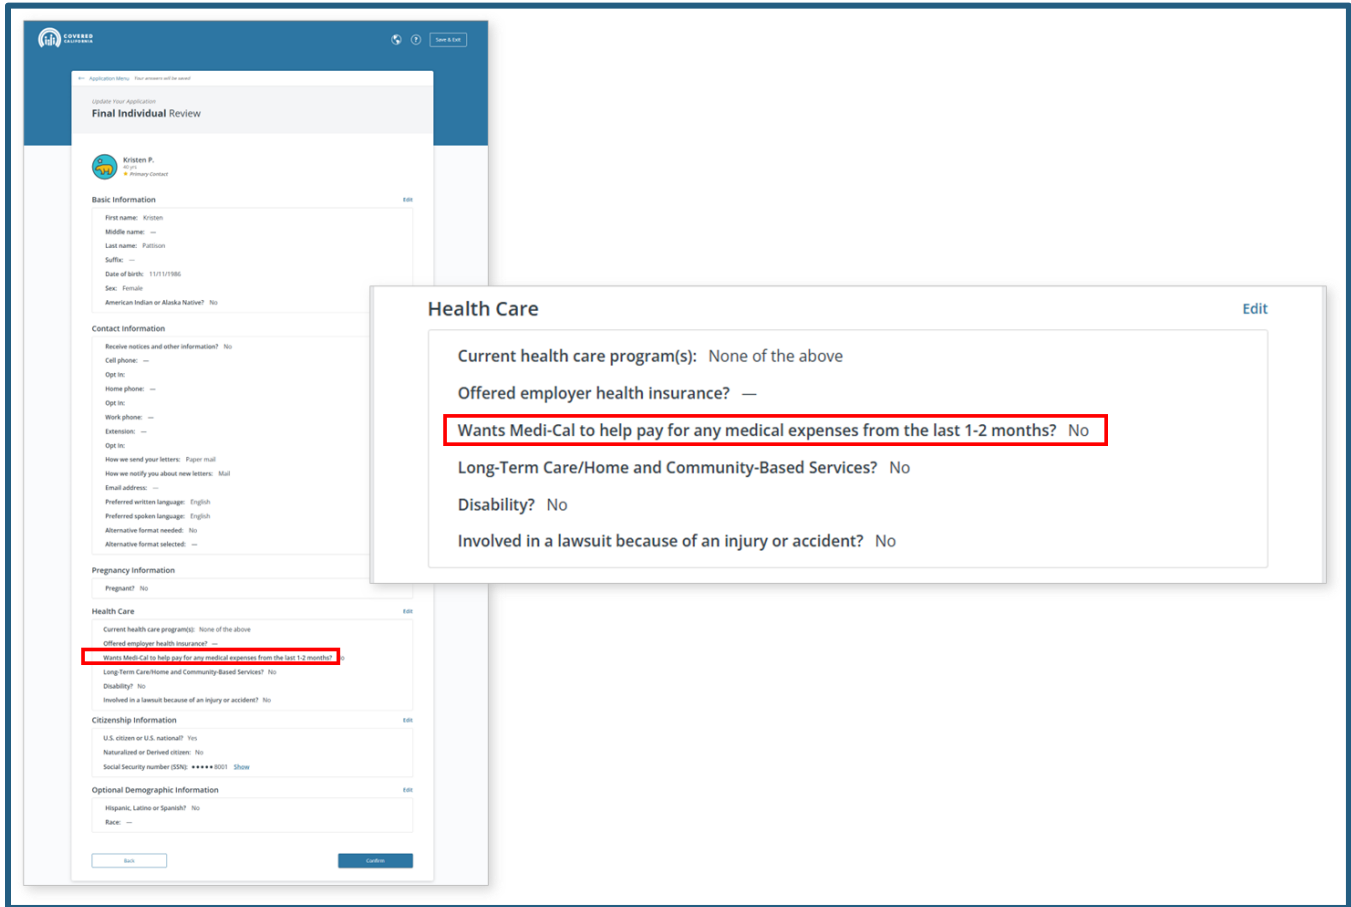 COVERED
CALIFORNIA
?
Save & Exit
← Application Menu Your answers will be saved
Update Your Application
Final Individual Review
Kristen P.
40 yrs
Primary Contact
Basic Information Edit
First name: Kristen
Middle name: —
Last name: Pattison
Suffix: —
Date of birth: 11/11/1986
Sex: Female
American Indian or Alaska Native? No
Contact Information
Receive notices and other information? No
Cell phone: —
Opt In:
Home phone: —
Opt In:
Work phone: —
Extension: —
Opt In:
How we send your letters: Paper mail
How we notify you about new letters: Mail
Email address: —
Preferred written language: English
Preferred spoken language: English
Alternative format needed: No
Alternative format selected: —
Pregnancy Information
Pregnant? No
Health Care Edit
Current health care program(s): None of the above
Offered employer health insurance? —
Wants Medi-Cal to help pay for any medical expenses from the last 1-2 months?
Long-Term Care/Home and Community-Based Services? No
Disability? No
Involved in a lawsuit because of an injury or accident? No
Citizenship Information Edit
U.S. citizen or U.S. national? Yes
Naturalized or Derived citizen: No
Social Security number (SSN): •••••8001 Show
Optional Demographic Information Edit
Hispanic, Latino or Spanish? No
Race: —
Back
Confirm
Health Care Edit
Current health care program(s): None of the above
Offered employer health insurance? —
Wants Medi-Cal to help pay for any medical expenses from the last 1-2 months? No
Long-Term Care/Home and Community-Based Services? No
Disability? No
Involved in a lawsuit because of an injury or accident? No